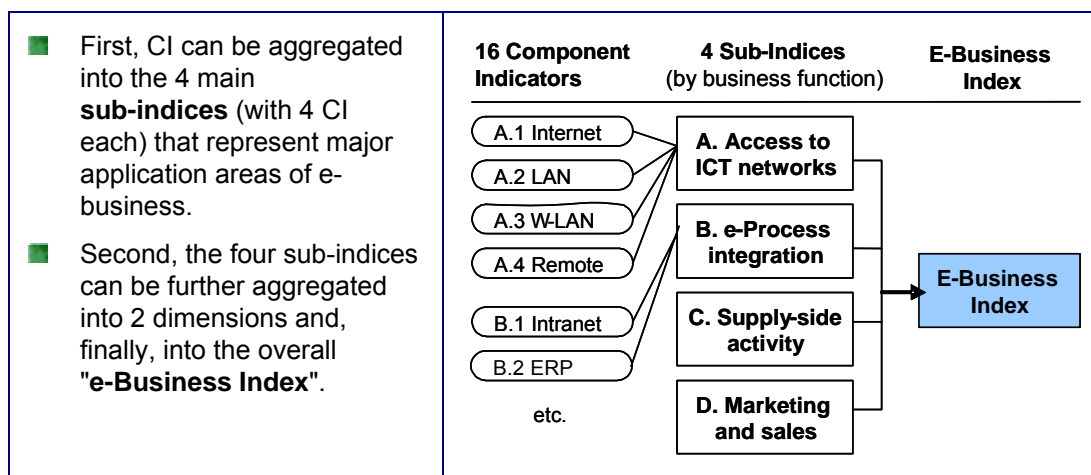 First, CI can be aggregated
into the 4 main
sub-indices (with 4 CI
each) that represent major
application areas of e-
business.
Second, the four sub-indices
can be further aggregated
into 2 dimensions and,
finally, into the overall
"e-Business Index".
16 Component
Indicators
4 Sub-Indices
(by business function)
E-Business
Index
A.1 Internet
A.2 LAN
A.3 W-LAN
A.4 Remote
B.1 Intranet
B.2 ERP
etc.
A. Access to
ICT networks
B. e-Process
integration
C. Supply-side
activity
D. Marketing
and sales
E-Business
Index